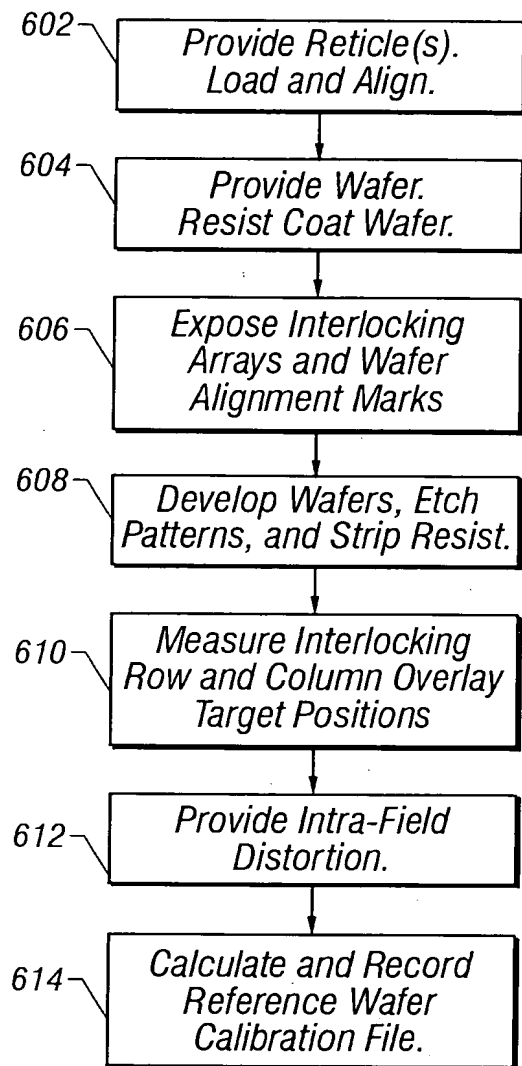 602
Provide Reticle(s).
Load and Align.
604
Provide Wafer.
Resist Coat Wafer.
606
Expose Interlocking
Arrays and Wafer
Alignment Marks
608
Develop Wafers, Etch
Patterns, and Strip Resist.
610
Measure Interlocking
Row and Column Overlay
Target Positions
612
Provide Intra-Field
Distortion.
614
Calculate and Record
Reference Wafer
Calibration File.